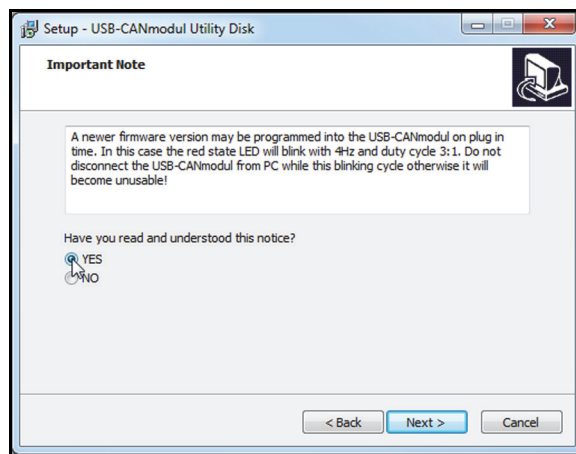 Setup - USB-CANmodul Utility Disk
Important Note
A newer firmware version may be programmed into the USB-CANmodul on plug in
time. In this case the red state LED will blink with 4Hz and duty cycle 3:1. Do not
disconnect the USB-CANmodul from PC while this blinking cycle otherwise it will
become unusable!
Have you read and understood this notice?
YES
NO
< Back Next > Cancel